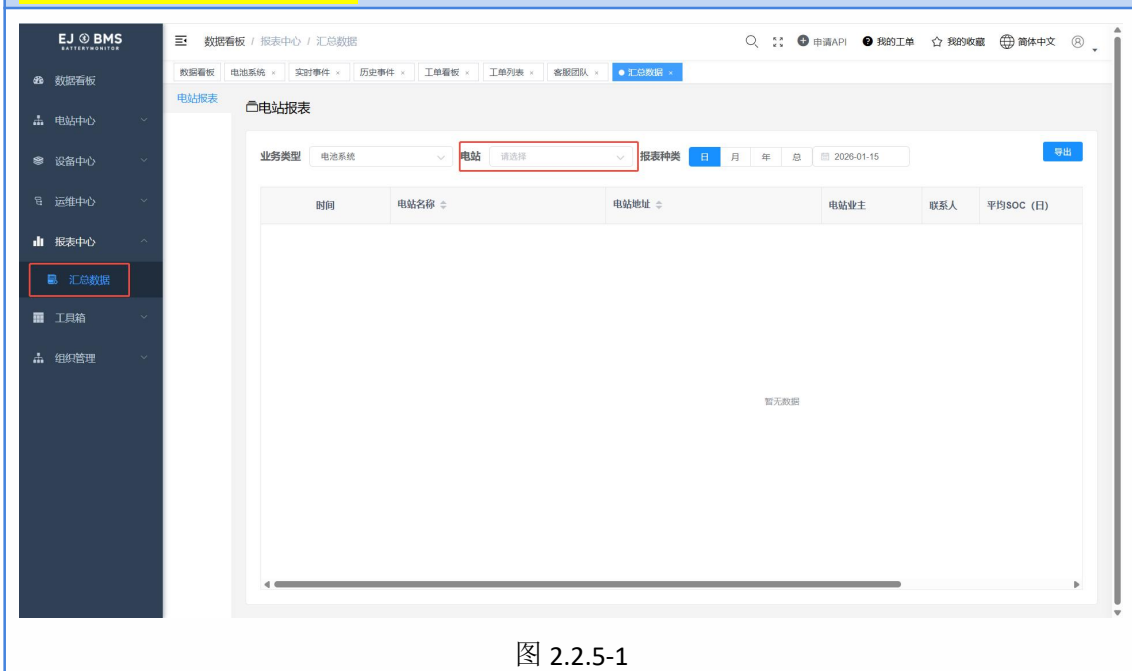 EJ BMS
BATTERYMONITOR
数据看板
电站中心
设备中心
运维中心
报表中心
汇总数据
工具箱
组织管理
数据看板 / 报表中心 / 汇总数据
申请API 我的工单 我的收藏 简体中文
数据看板 电池系统 × 实时事件 × 历史事件 × 工单看板 × 工单列表 × 客服团队 × 汇总数据 ×
电站报表
电站报表
业务类型 电池系统 电站 请选择 报表种类 日 月 年 总 2026-01-15 导出
时间 电站名称 电站地址 电站业主 联系人 平均SOC（日）
暂无数据
图 2.2.5-1